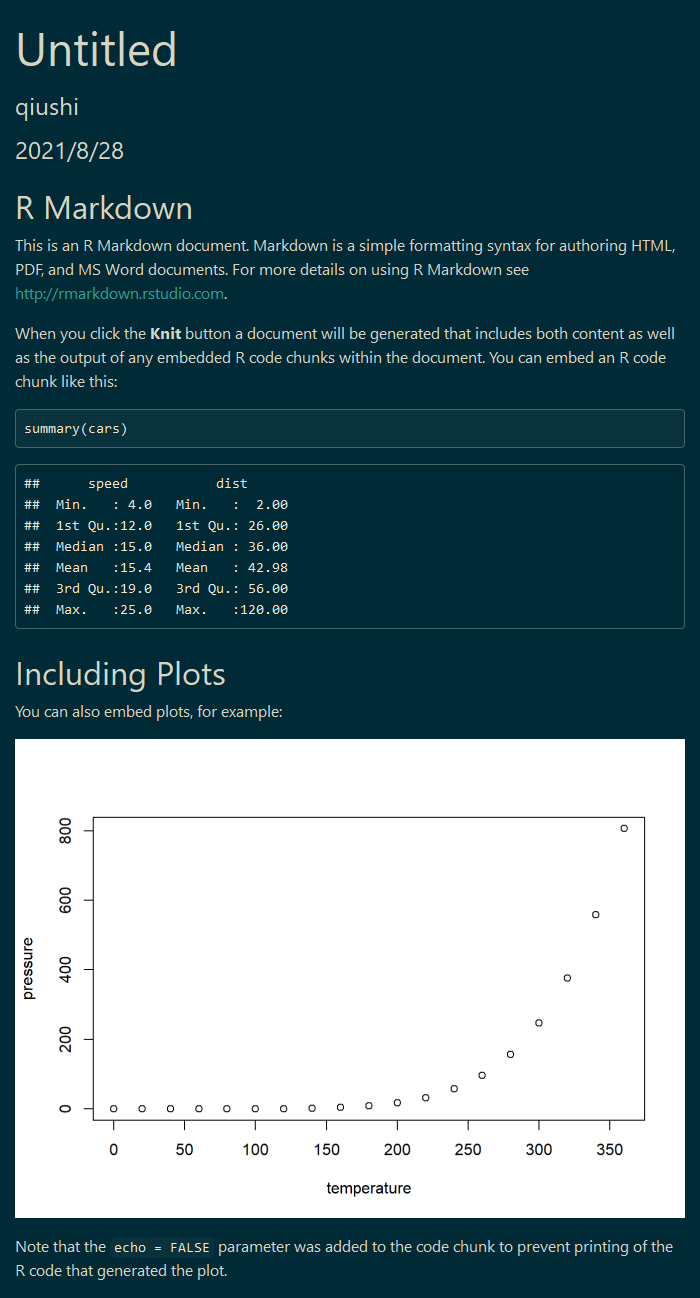 Untitled
qiushi
2021/8/28
R Markdown
This is an R Markdown document. Markdown is a simple formatting syntax for authoring HTML,
PDF, and MS Word documents. For more details on using R Markdown see
http://rmarkdown.rstudio.com.
When you click the Knit button a document will be generated that includes both content as well
as the output of any embedded R code chunks within the document. You can embed an R code
chunk like this:
summary(cars)
##      speed           dist
##  Min.   : 4.0   Min.   :  2.00
##  1st Qu.:12.0   1st Qu.: 26.00
##  Median :15.0   Median : 36.00
##  Mean   :15.4   Mean   : 42.98
##  3rd Qu.:19.0   3rd Qu.: 56.00
##  Max.   :25.0   Max.   :120.00
Including Plots
You can also embed plots, for example:
800
600
400
200
0
pressure
0 50 100 150 200 250 300 350
temperature
Note that the echo = FALSE parameter was added to the code chunk to prevent printing of the
R code that generated the plot.